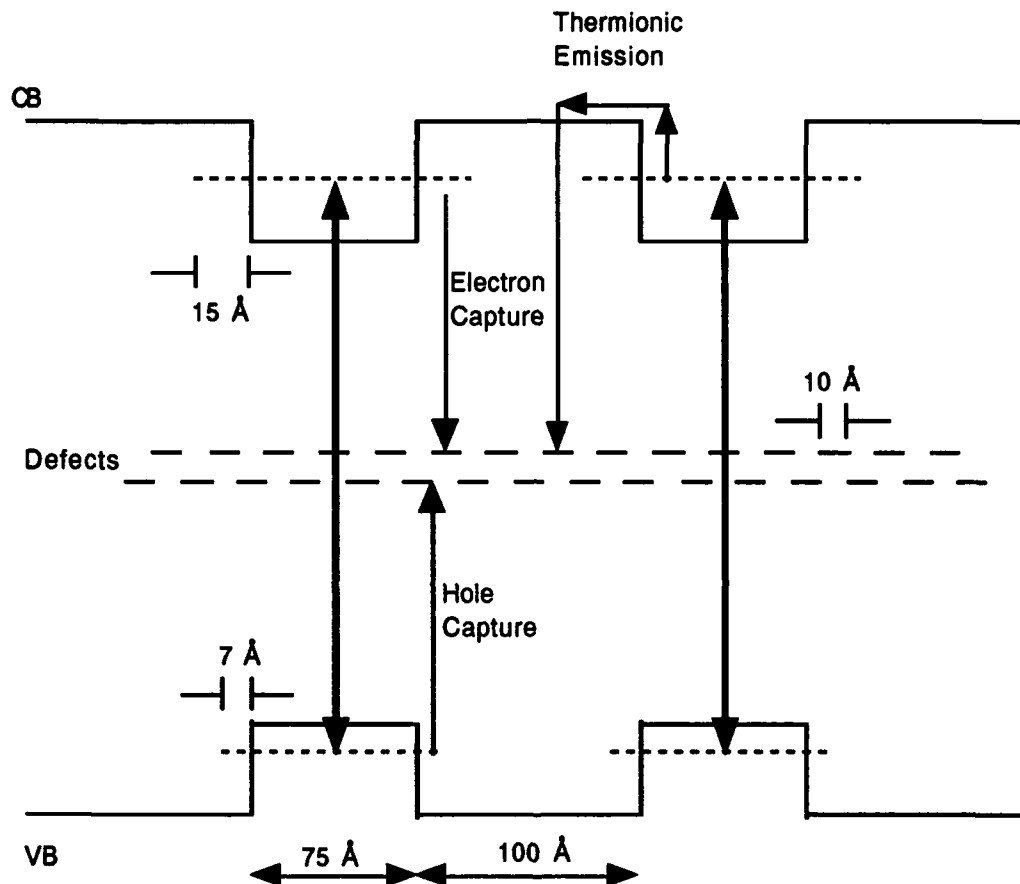 Thermionic
Emission
CB
15 Å
Electron
Capture
10 Å
Defects
Hole
Capture
7 Å
VB
75 Å
100 Å